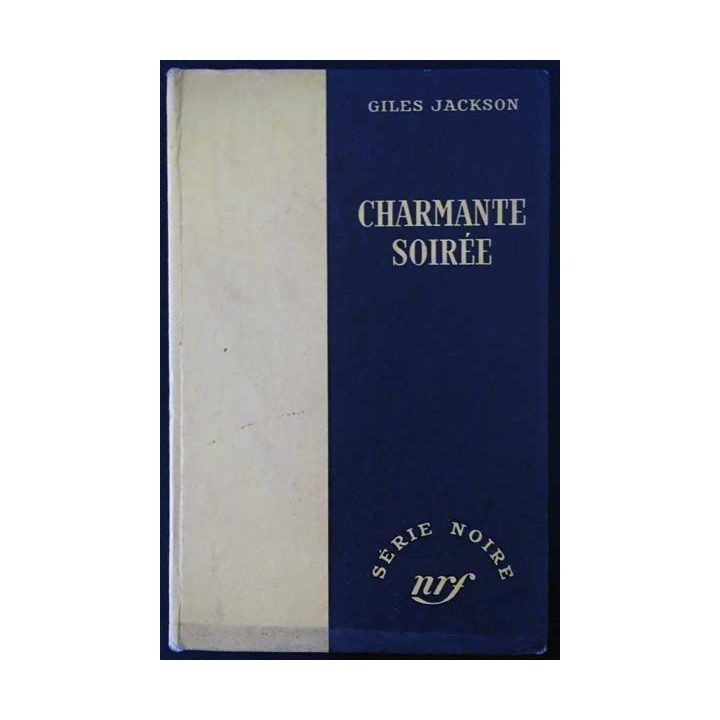 GILES JACKSON
CHARMANTE
SOIRÉE
SÉRIE NOIRE
nrf